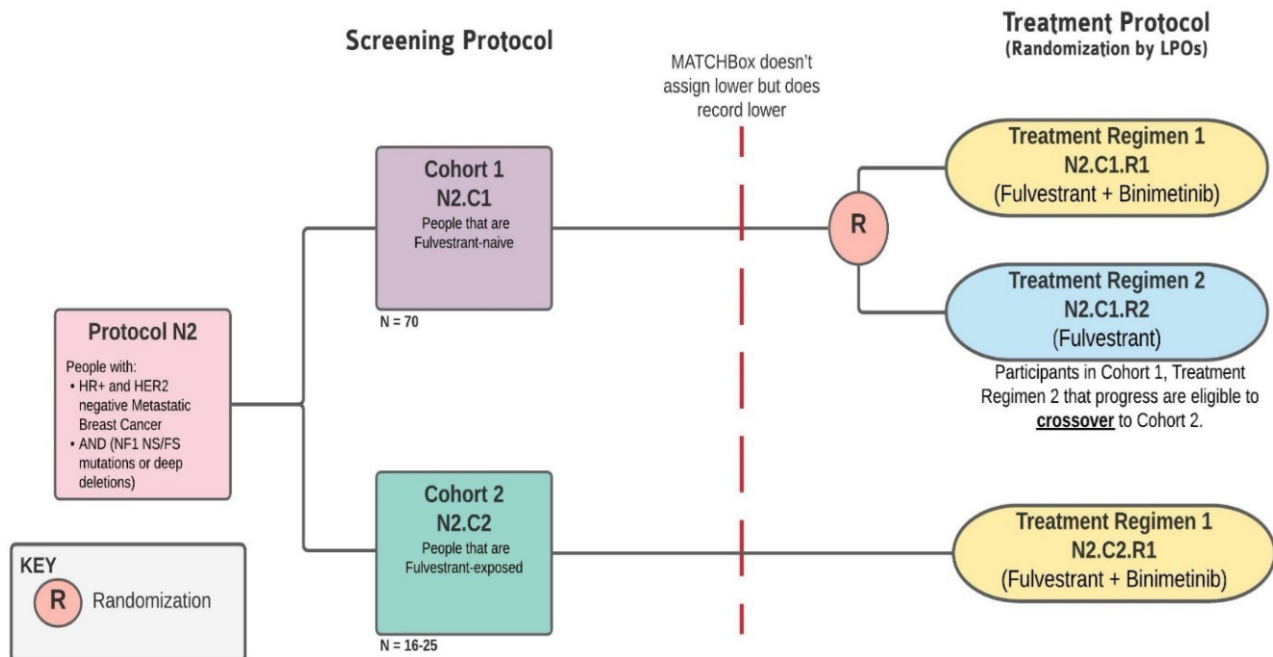 Screening Protocol
Treatment Protocol
(Randomization by LPOs)
MATCHBox doesn't
assign lower but does
record lower
Cohort 1
N2.C1
People that are
Fulvestrant-naive
N = 70
R
Treatment Regimen 1
N2.C1.R1
(Fulvestrant + Binimetinib)
Treatment Regimen 2
N2.C1.R2
(Fulvestrant)
Participants in Cohort 1, Treatment
Regimen 2 that progress are eligible to
crossover to Cohort 2.
Protocol N2
People with:
• HR+ and HER2
negative Metastatic
Breast Cancer
• AND (NF1 NS/FS
mutations or deep
deletions)
Cohort 2
N2.C2
People that are
Fulvestrant-exposed
N = 16-25
Treatment Regimen 1
N2.C2.R1
(Fulvestrant + Binimetinib)
KEY
R Randomization